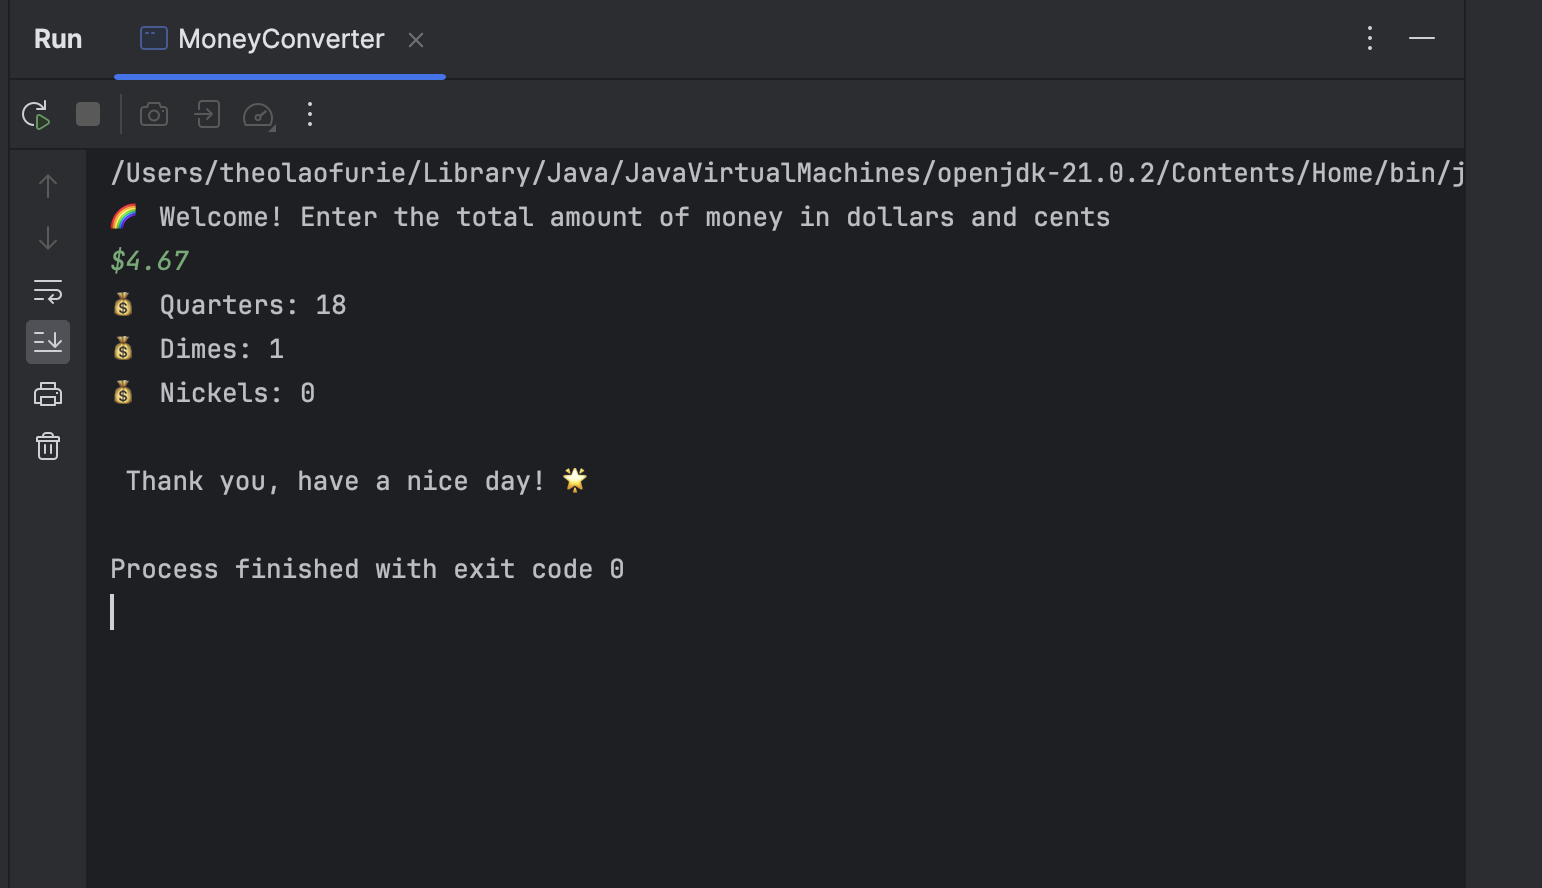 Run MoneyConverter
/Users/theolaofurie/Library/Java/JavaVirtualMachines/openjdk-21.0.2/Contents/Home/bin/j
🌈 Welcome! Enter the total amount of money in dollars and cents
$4.67
💰 Quarters: 18
💰 Dimes: 1
💰 Nickels: 0
Thank you, have a nice day! 🌟
Process finished with exit code 0